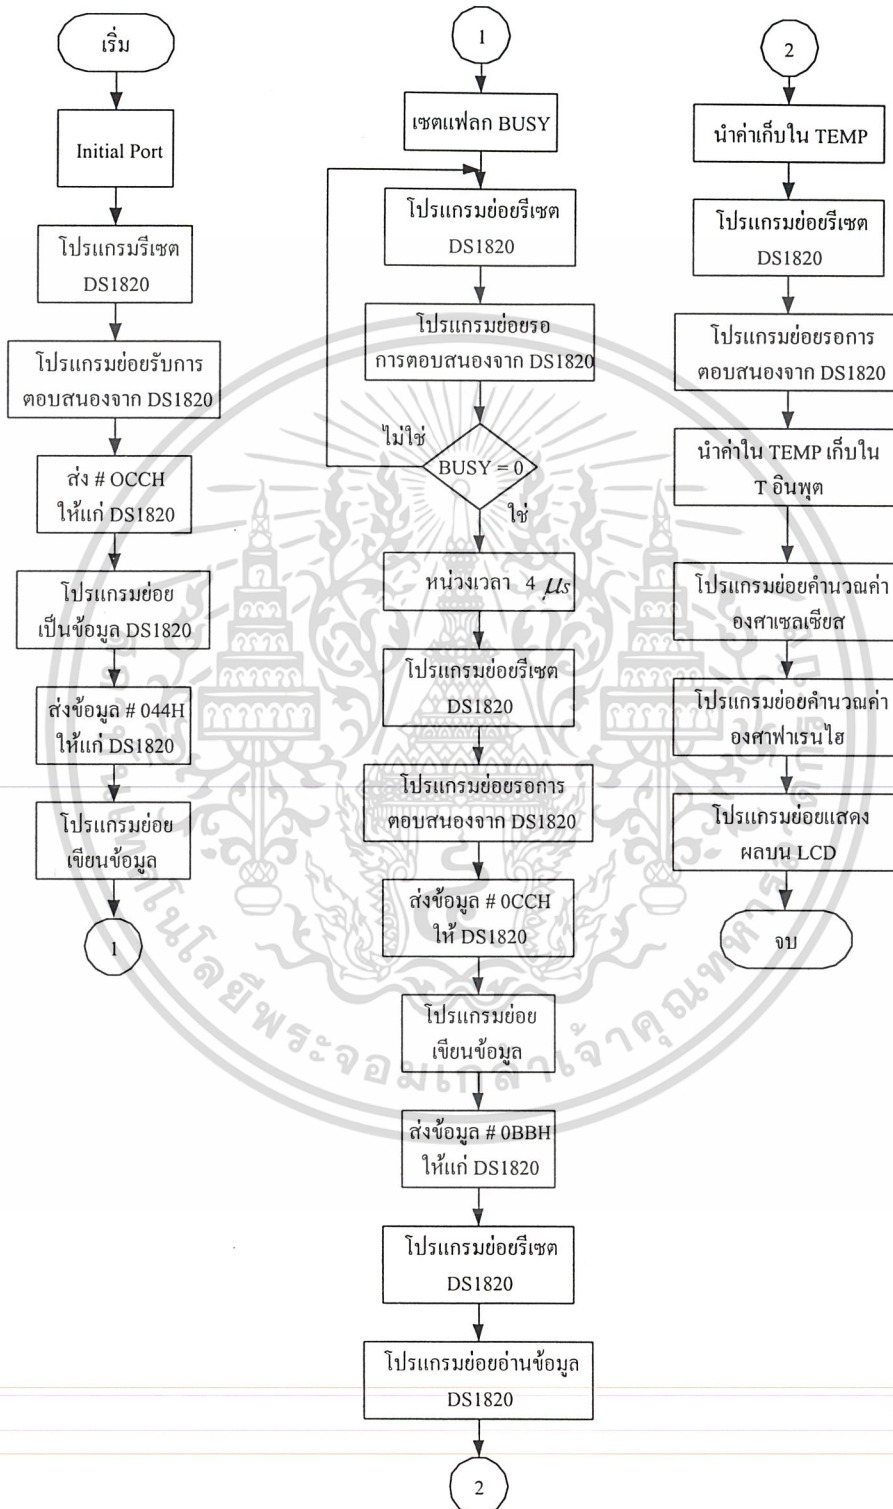 เริ่ม
Initial Port
โปรแกรมรีเซต
DS1820
โปรแกรมย่อยรับการ
ตอบสนองจาก DS1820
ส่ง # OCCH
ให้แก่ DS1820
โปรแกรมย่อย
เป็นข้อมูล DS1820
ส่งข้อมูล # 044H
ให้แก่ DS1820
โปรแกรมย่อย
เขียนข้อมูล
1
1
เซตแฟลก BUSY
โปรแกรมย่อยรีเซต
DS1820
โปรแกรมย่อยรอ
การตอบสนองจาก DS1820
ไม่ใช่
BUSY = 0
ใช่
หน่วงเวลา 4 μs
โปรแกรมย่อยรีเซต
DS1820
โปรแกรมย่อยรอการ
ตอบสนองจาก DS1820
ส่งข้อมูล # 0CCH
ให้ DS1820
โปรแกรมย่อย
เขียนข้อมูล
ส่งข้อมูล # 0BBH
ให้แก่ DS1820
โปรแกรมย่อยรีเซต
DS1820
โปรแกรมย่อยอ่านข้อมูล
DS1820
2
2
นำค่าเก็บใน TEMP
โปรแกรมย่อยรีเซต
DS1820
โปรแกรมย่อยรอการ
ตอบสนองจาก DS1820
นำค่าใน TEMP เก็บใน
T อินพุต
โปรแกรมย่อยคำนวณค่า
องศาเซลเซียส
โปรแกรมย่อยคำนวณค่า
องศาฟาเรนไฮ
โปรแกรมย่อยแสดง
ผลบน LCD
จบ
พระจอมเกล้าเจ้าคุณทหาร